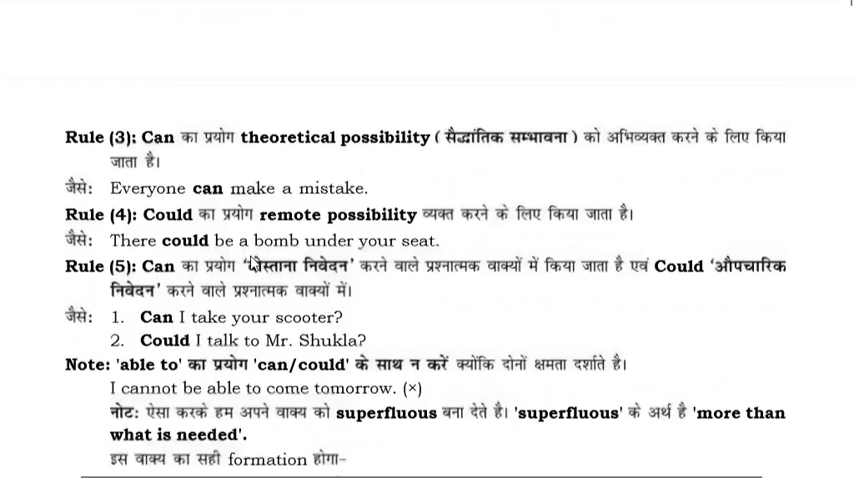 Rule (3): Can का प्रयोग theoretical possibility ( सैद्धांतिक सम्भावना ) को अभिव्यक्त करने के लिए किया
जाता है।
जैसे: Everyone can make a mistake.
Rule (4): Could का प्रयोग remote possibility व्यक्त करने के लिए किया जाता है।
जैसे: There could be a bomb under your seat.
Rule (5): Can का प्रयोग ‘दोस्ताना निवेदन’ करने वाले प्रश्नात्मक वाक्यों में किया जाता है एवं Could ‘औपचारिक
निवेदन’ करने वाले प्रश्नात्मक वाक्यों में।
जैसे: 1. Can I take your scooter?
2. Could I talk to Mr. Shukla?
Note: 'able to' का प्रयोग 'can/could' के साथ न करें क्योंकि दोनों क्षमता दर्शाते है।
I cannot be able to come tomorrow. (×)
नोट: ऐसा करके हम अपने वाक्य को superfluous बना देते है। 'superfluous' के अर्थ है 'more than
what is needed'.
इस वाक्य का सही formation होगा–